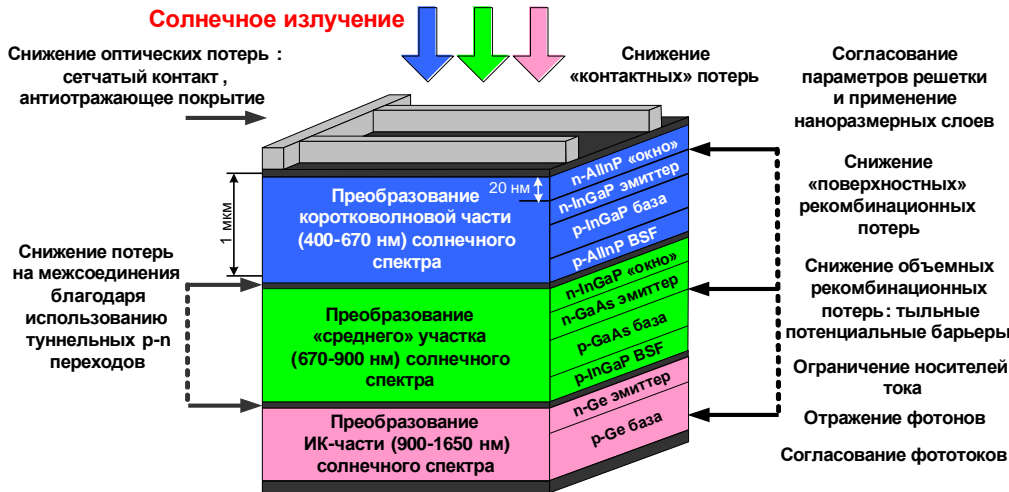 Солнечное излучение
Снижение оптических потерь :
сетчатый контакт ,
антиотражающее покрытие
Снижение
«контактных» потерь
Согласование
параметров решетки
и применение
наноразмерных слоев
Снижение
«поверхностных»
рекомбинационных
потерь
Снижение объемных
рекомбинационных
потерь: тыльные
потенциальные барьеры
Ограничение носителей
тока
Отражение фотонов
Согласование фототоков
Снижение потерь
на межсоединения
благодаря
использованию
туннельных p-n
переходов
1 мкм
20 нм
Преобразование
коротковолновой части
(400-670 нм) солнечного
спектра
n-AlInP «окно»
n-InGaP эмиттер
p-InGaP база
p-AlInP BSF
Преобразование
«среднего» участка
(670-900 нм) солнечного
спектра
n-InGaP «окно»
n-GaAs эмиттер
p-GaAs база
p-InGaP BSF
Преобразование
ИК-части (900-1650 нм)
солнечного спектра
n-Ge эмиттер
p-Ge база